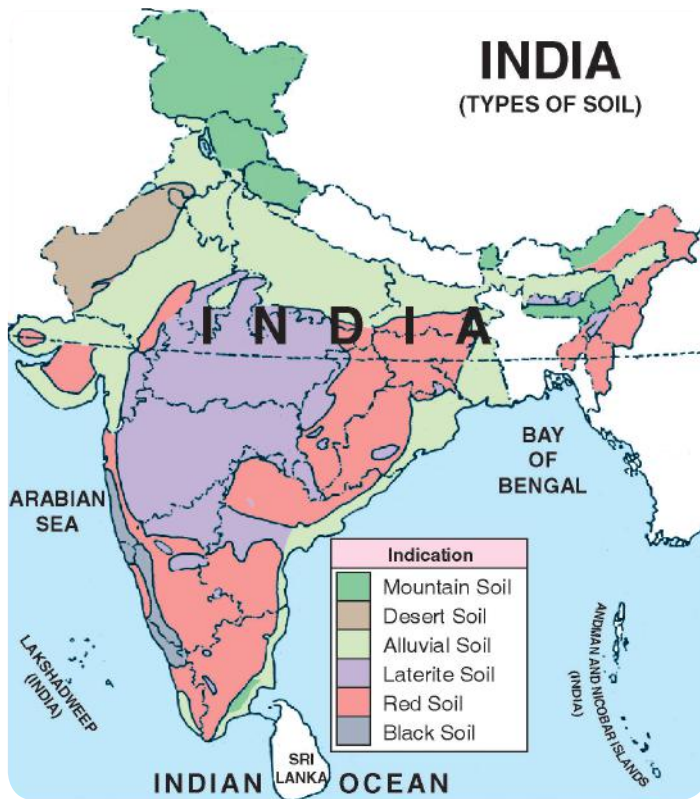 INDIA
(TYPES OF SOIL)
INDIA
ARABIAN
SEA
BAY
OF
BENGAL
Indication
Mountain Soil
Desert Soil
Alluvial Soil
Laterite Soil
Red Soil
Black Soil
LAKSHADWEEP
(INDIA)
ANDMAN AND NICOBAR ISLANDS
(INDIA)
SRI
LANKA
INDIAN OCEAN